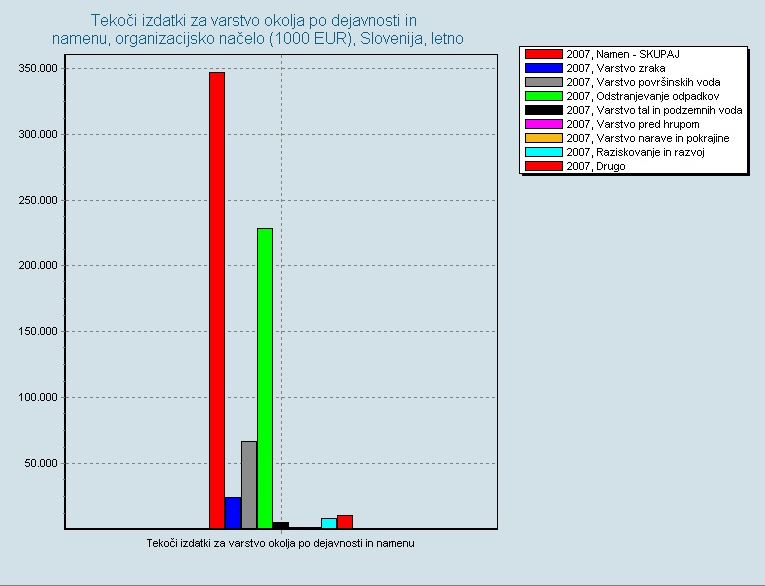 Tekoči izdatki za varstvo okolja po dejavnosti in
namenu, organizacijsko načelo (1000 EUR), Slovenija, letno
350.000
300.000
250.000
200.000
150.000
100.000
50.000
Tekoči izdatki za varstvo okolja po dejavnosti in namenu
2007, Namen - SKUPAJ
2007, Varstvo zraka
2007, Varstvo površinskih voda
2007, Odstranjevanje odpadkov
2007, Varstvo tal in podzemnih voda
2007, Varstvo pred hrupom
2007, Varstvo narave in pokrajine
2007, Raziskovanje in razvoj
2007, Drugo